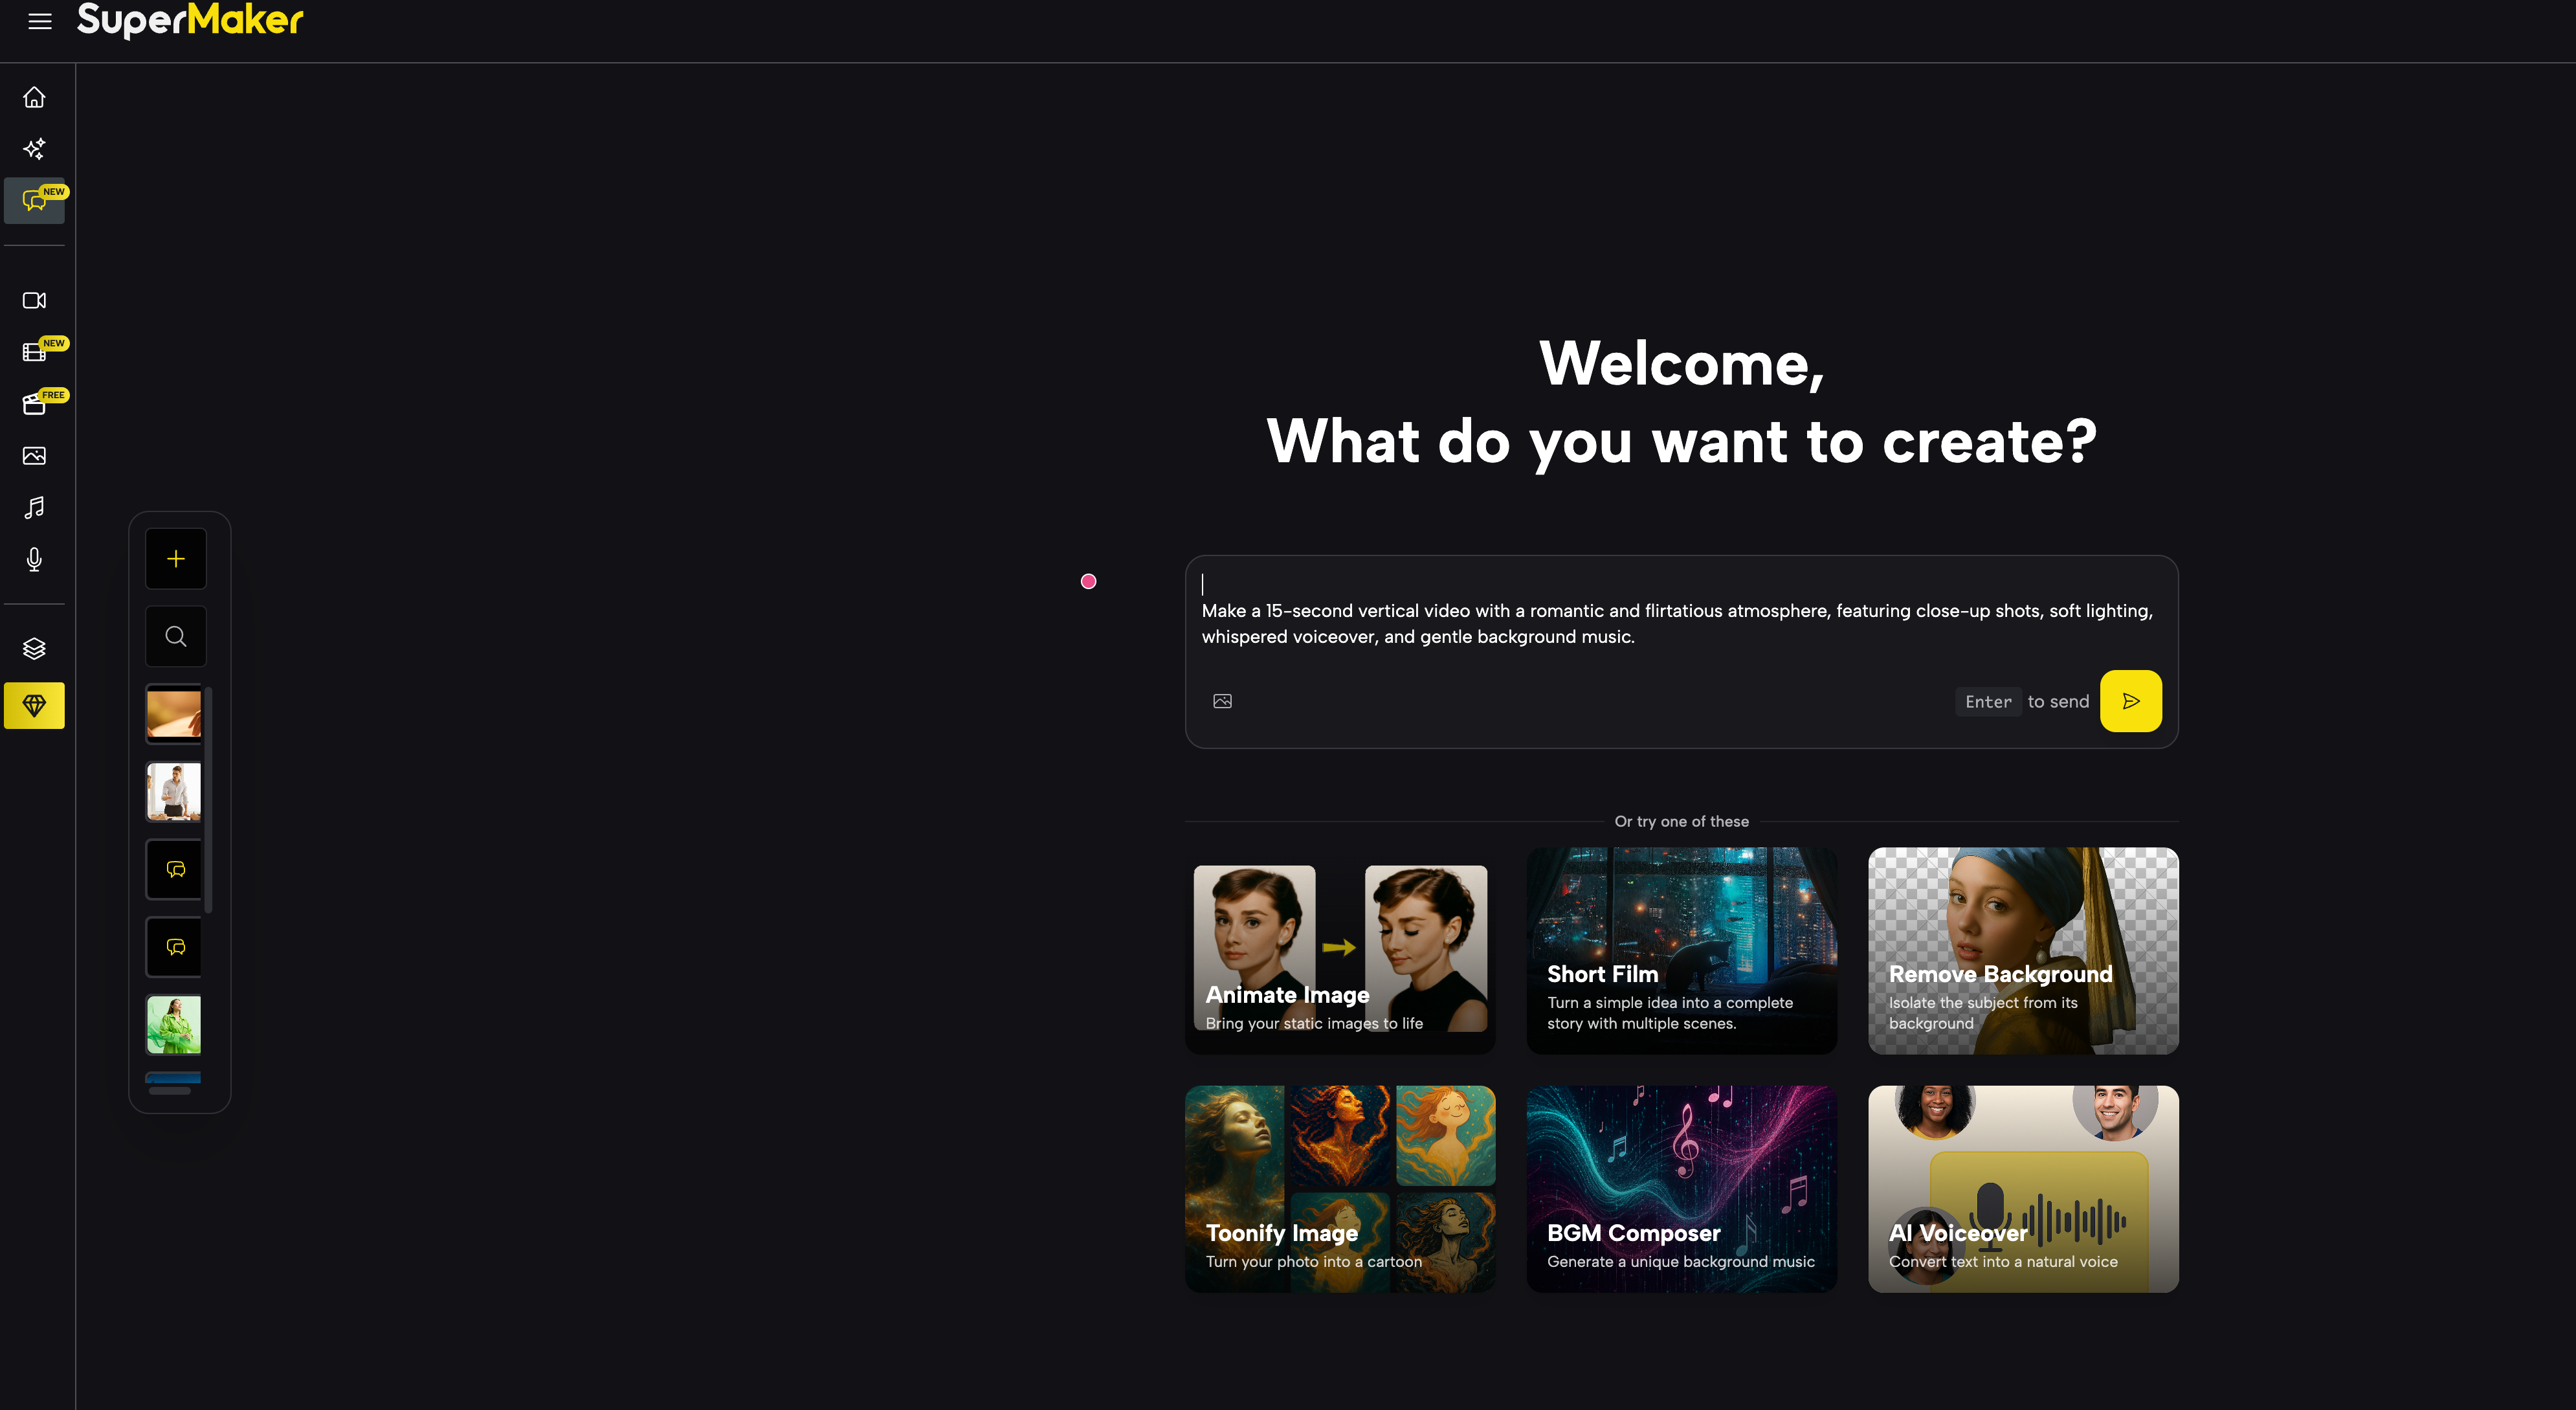 SuperMaker
NEW
NEW
FREE
Welcome,
What do you want to create?
Make a 15-second vertical video with a romantic and flirtatious atmosphere, featuring close-up shots, soft lighting,
whispered voiceover, and gentle background music.
Enter to send
Or try one of these
Animate Image
Bring your static images to life
Short Film
Turn a simple idea into a complete
story with multiple scenes.
Remove Background
Isolate the subject from its
background
Toonify Image
Turn your photo into a cartoon
BGM Composer
Generate a unique background music
AI Voiceover
Convert text into a natural voice